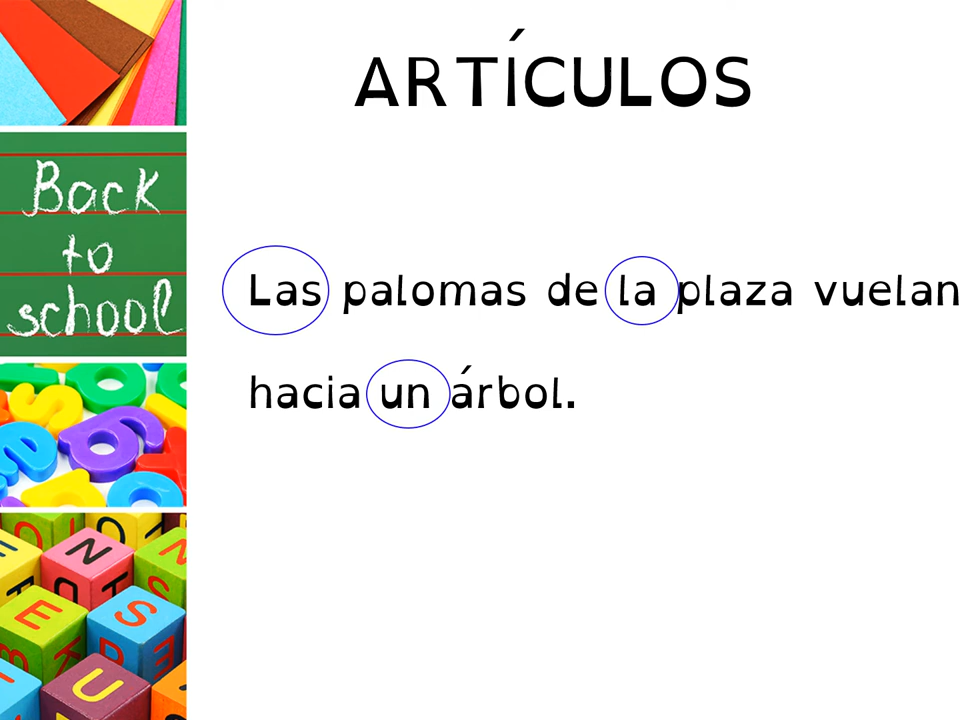 ARTÍCULOS
Back
to
school
Las palomas de la plaza vuelan
hacia un árbol.